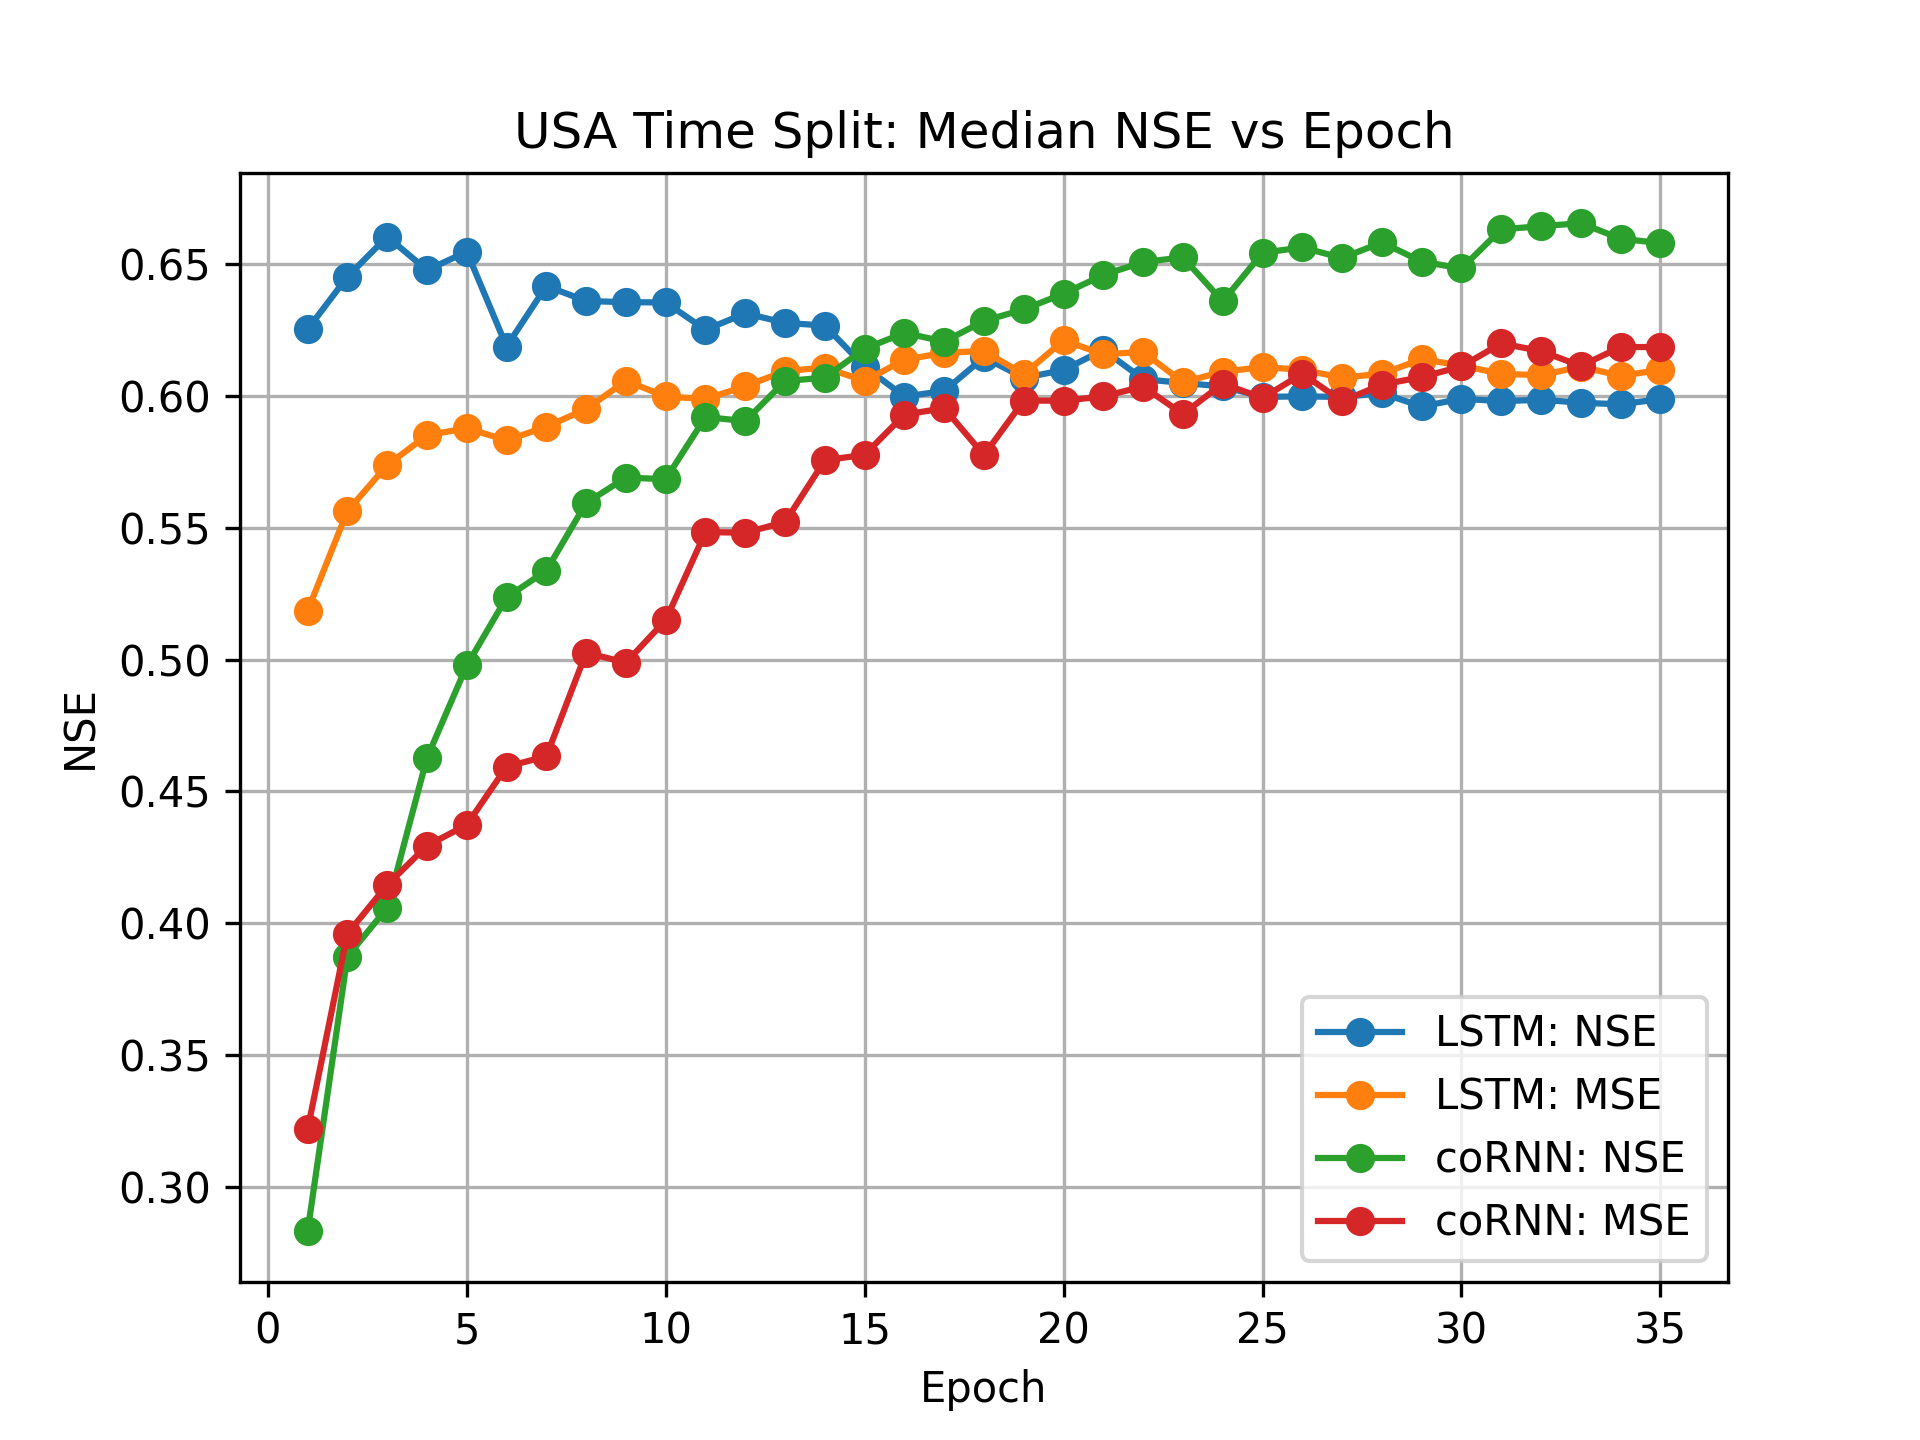 USA Time Split: Median NSE vs Epoch
NSE
0.65
0.60
0.55
0.50
0.45
0.40
0.35
0.30
LSTM: NSE
LSTM: MSE
coRNN: NSE
coRNN: MSE
0 5 10 15 20 25 30 35
Epoch